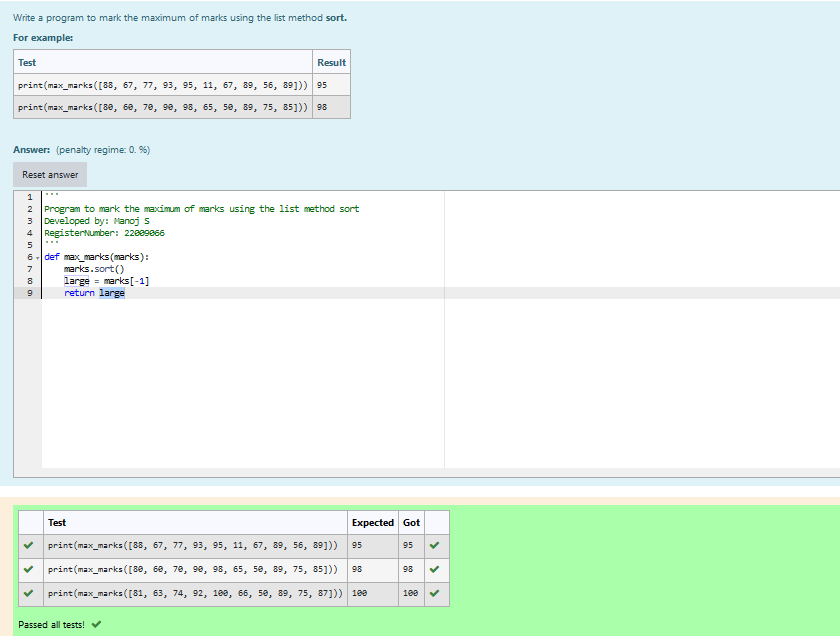 Write a program to mark the maximum of marks using the list method sort.
For example:
Test Result
print(max_marks([88, 67, 77, 93, 95, 11, 67, 89, 56, 89])) 95
print(max_marks([80, 60, 70, 90, 98, 65, 50, 89, 75, 85])) 98
Answer: (penalty regime: 0. %)
Reset answer
1 '''
2 Program to mark the maximum of marks using the list method sort
3 Developed by: Manoj S
4 RegisterNumber: 22009066
5 '''
6 def max_marks(marks):
7 marks.sort()
8 large = marks[-1]
9 return large
Test Expected Got
print(max_marks([88, 67, 77, 93, 95, 11, 67, 89, 56, 89])) 95 95
print(max_marks([80, 60, 70, 90, 98, 65, 50, 89, 75, 85])) 98 98
print(max_marks([81, 63, 74, 92, 100, 66, 50, 89, 75, 87])) 100 100
Passed all tests!